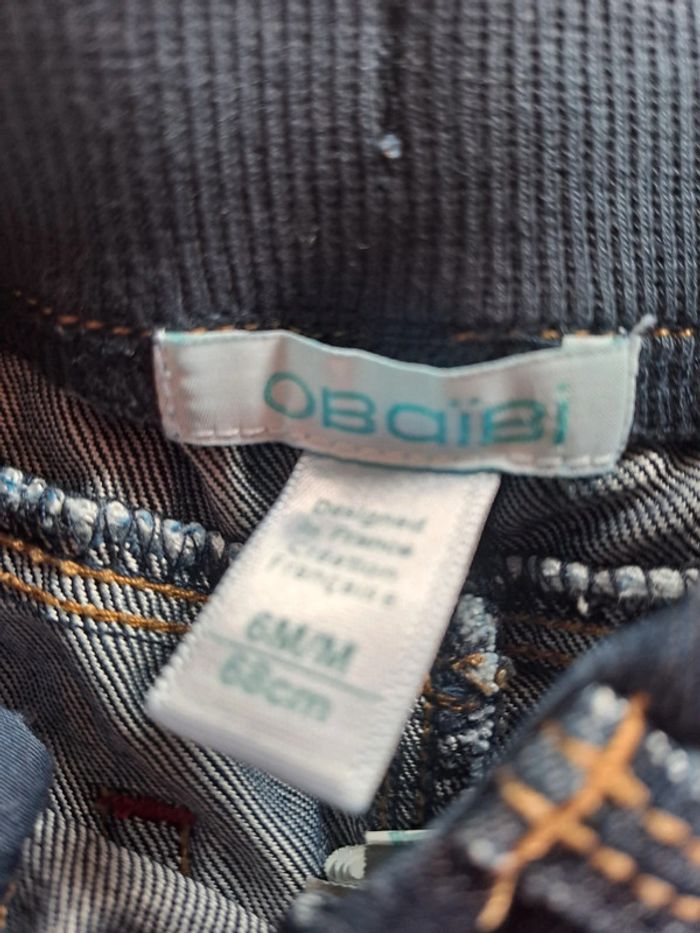 OBaïBi
Designed
in France
Création
Française
6M/M
68cm